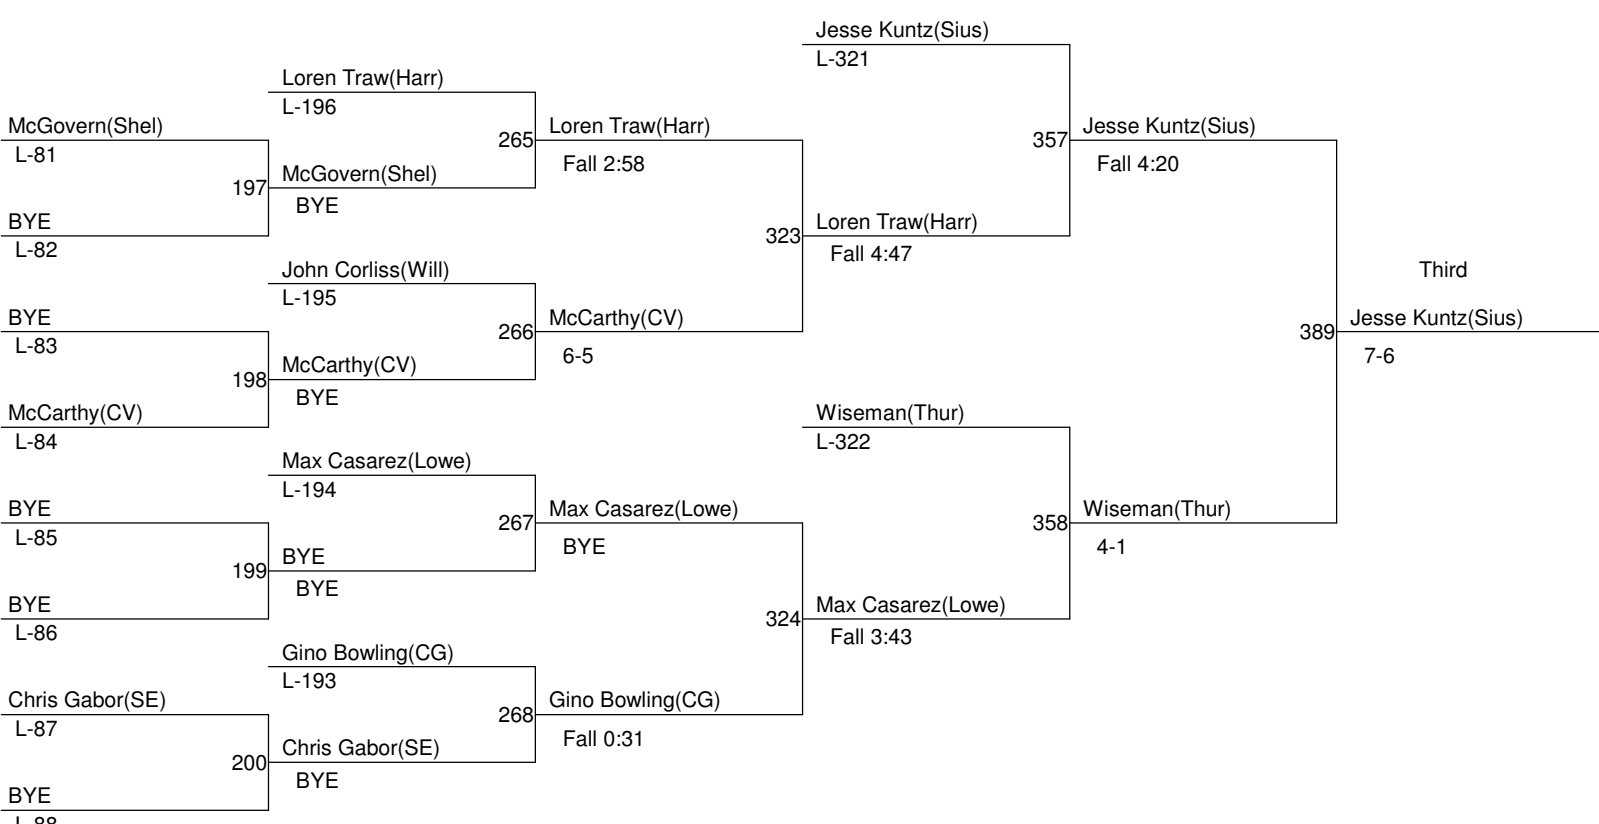 Jesse Kuntz(Sius)
L-321
Loren Traw(Harr)
L-196
McGovern(Shel)
L-81
265
Loren Traw(Harr)
Fall 2:58
357
Jesse Kuntz(Sius)
Fall 4:20
197
McGovern(Shel)
BYE
BYE
L-82
323
Loren Traw(Harr)
Fall 4:47
John Corliss(Will)
L-195
Third
BYE
L-83
266
McCarthy(CV)
6-5
389
Jesse Kuntz(Sius)
7-6
198
McCarthy(CV)
BYE
McCarthy(CV)
L-84
Wiseman(Thur)
L-322
Max Casarez(Lowe)
L-194
BYE
L-85
267
Max Casarez(Lowe)
BYE
358
Wiseman(Thur)
4-1
199
BYE
BYE
BYE
L-86
324
Max Casarez(Lowe)
Fall 3:43
Gino Bowling(CG)
L-193
Chris Gabor(SE)
L-87
268
Gino Bowling(CG)
Fall 0:31
200
Chris Gabor(SE)
BYE
BYE
L-88